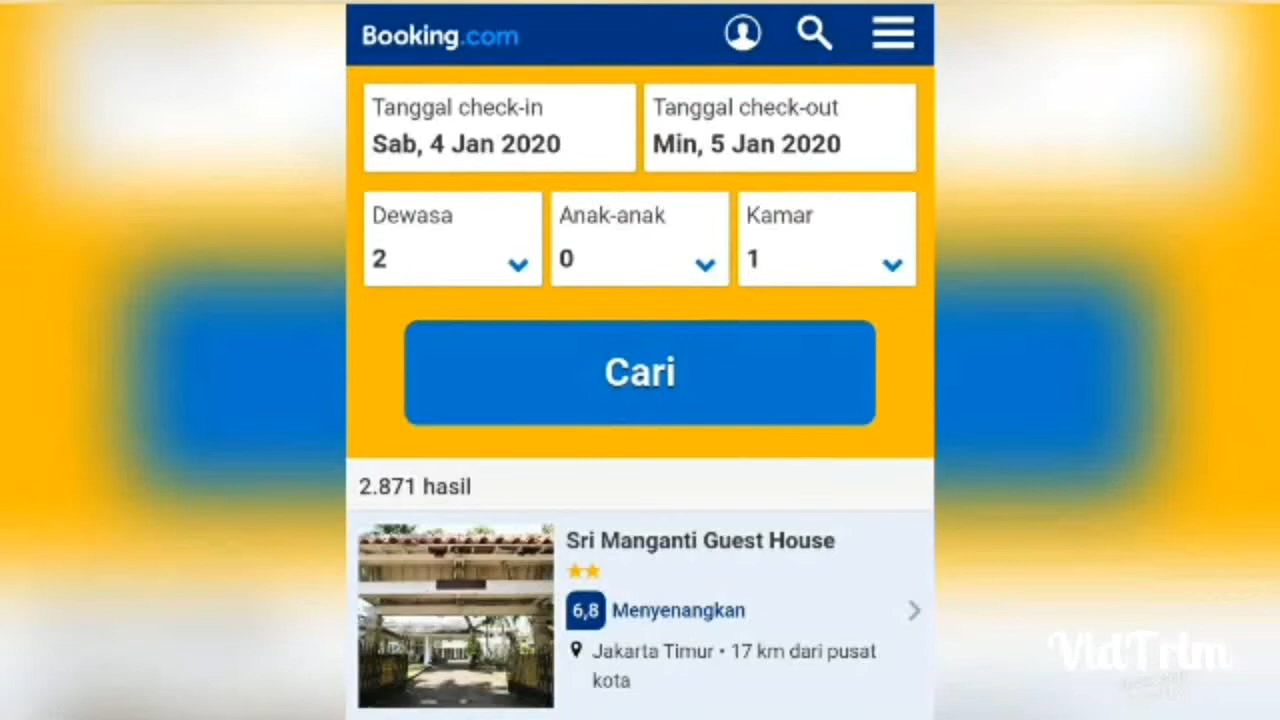 Booking.com
Tanggal check-in
Sab, 4 Jan 2020
Tanggal check-out
Min, 5 Jan 2020
Dewasa
2
Anak-anak
0
Kamar
1
Cari
2.871 hasil
Sri Manganti Guest House
6,8 Menyenangkan
Jakarta Timur • 17 km dari pusat
kota
VidTrim